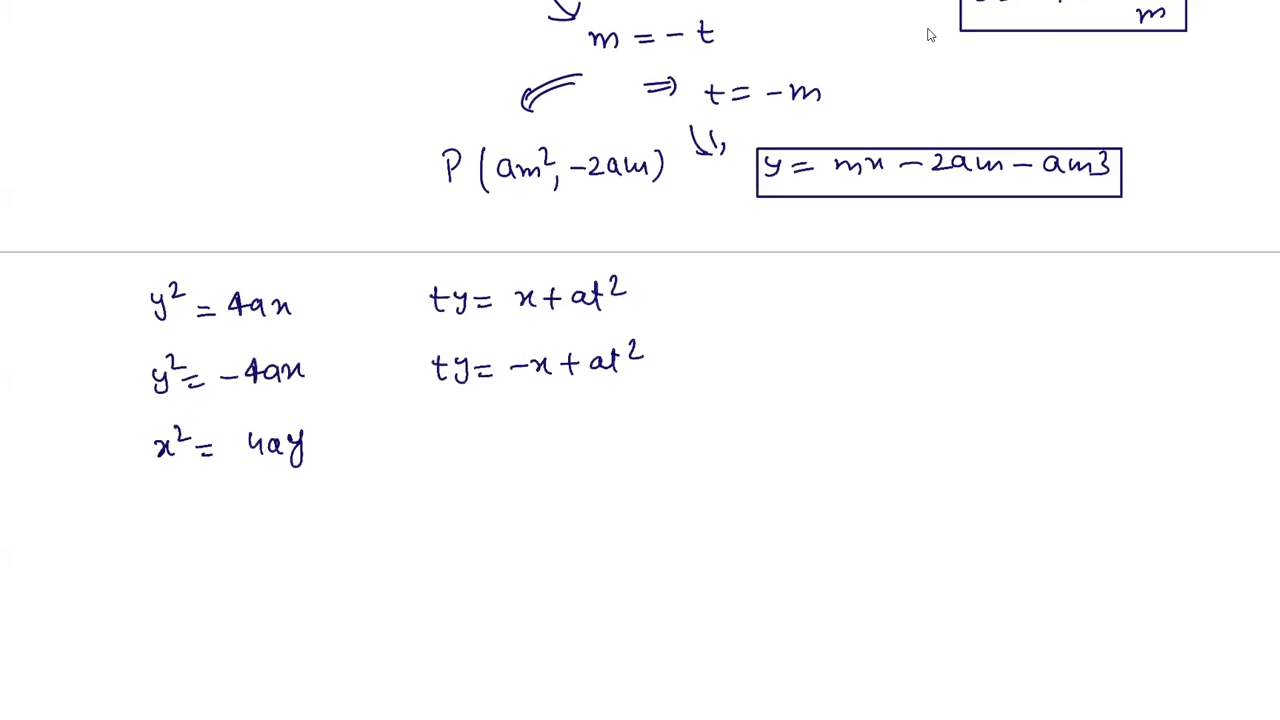 m
m = - t
⇒ t = - m
P(am², -2am)
y = mx - 2am - am3
y² = 4ax
ty = x + at²
y² = - 4ax
ty = -x + at²
x² = 4ay